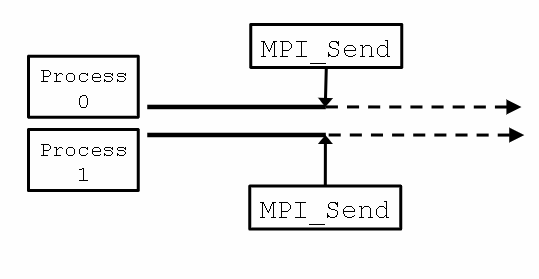 MPI_Send
Process
0
Process
1
MPI_Send